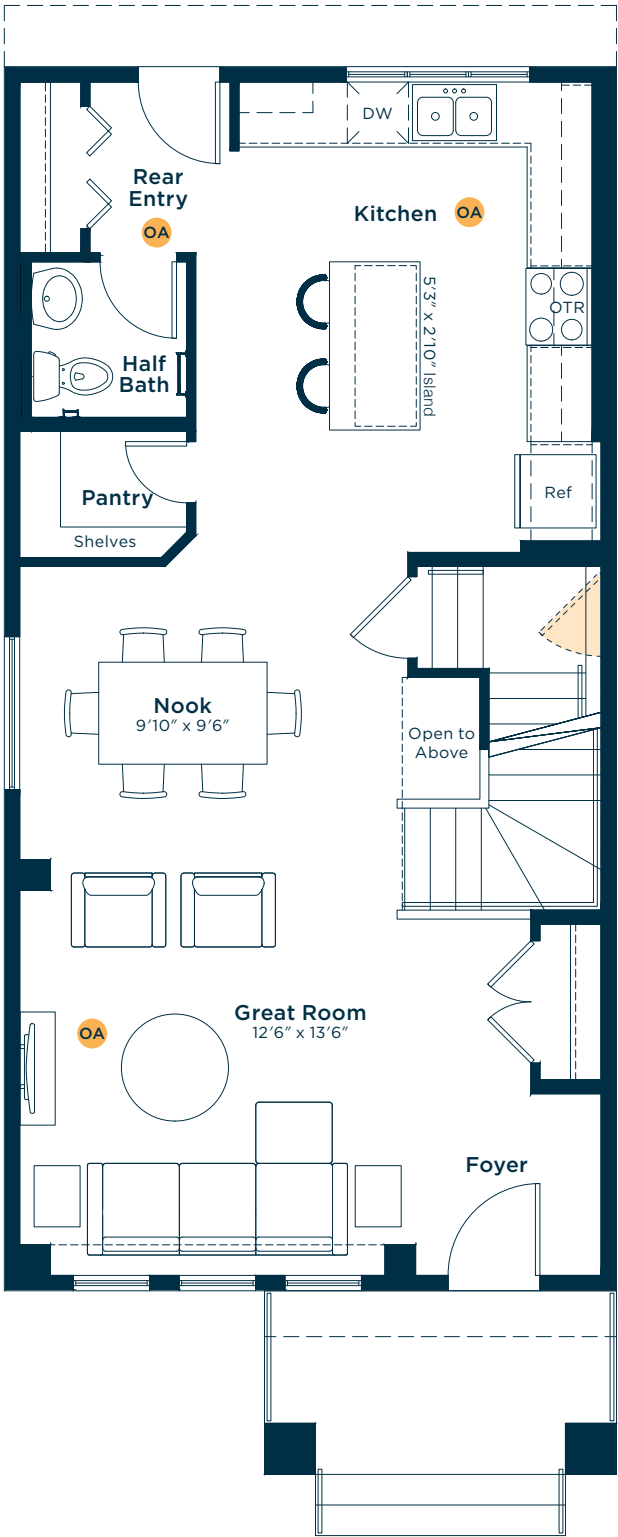 DW
Rear
Entry
OA
Kitchen
OA
5'3" x 2'10" Island
OTR
Half
Bath
Pantry
Shelves
Ref
Nook
9'10" x 9'6"
Open to
Above
Great Room
12'6" x 13'6"
OA
Foyer